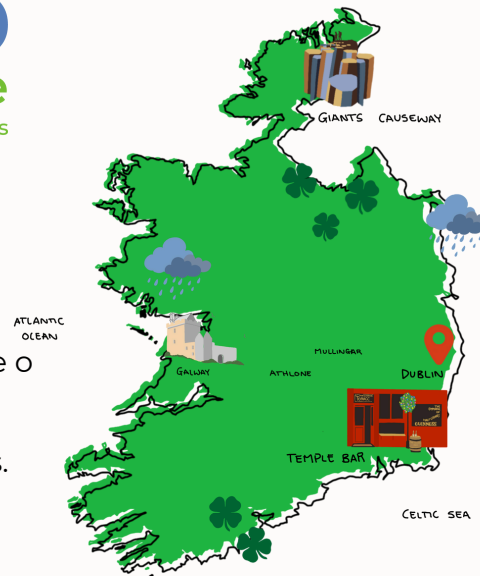 e
s
GIANTS CAUSEWAY
ATLANTIC
OCEAN
e o
MULLINGAR
GALWAY
ATHLONE
DUBLIN
TEMPLE BAR
s.
CELTIC SEA